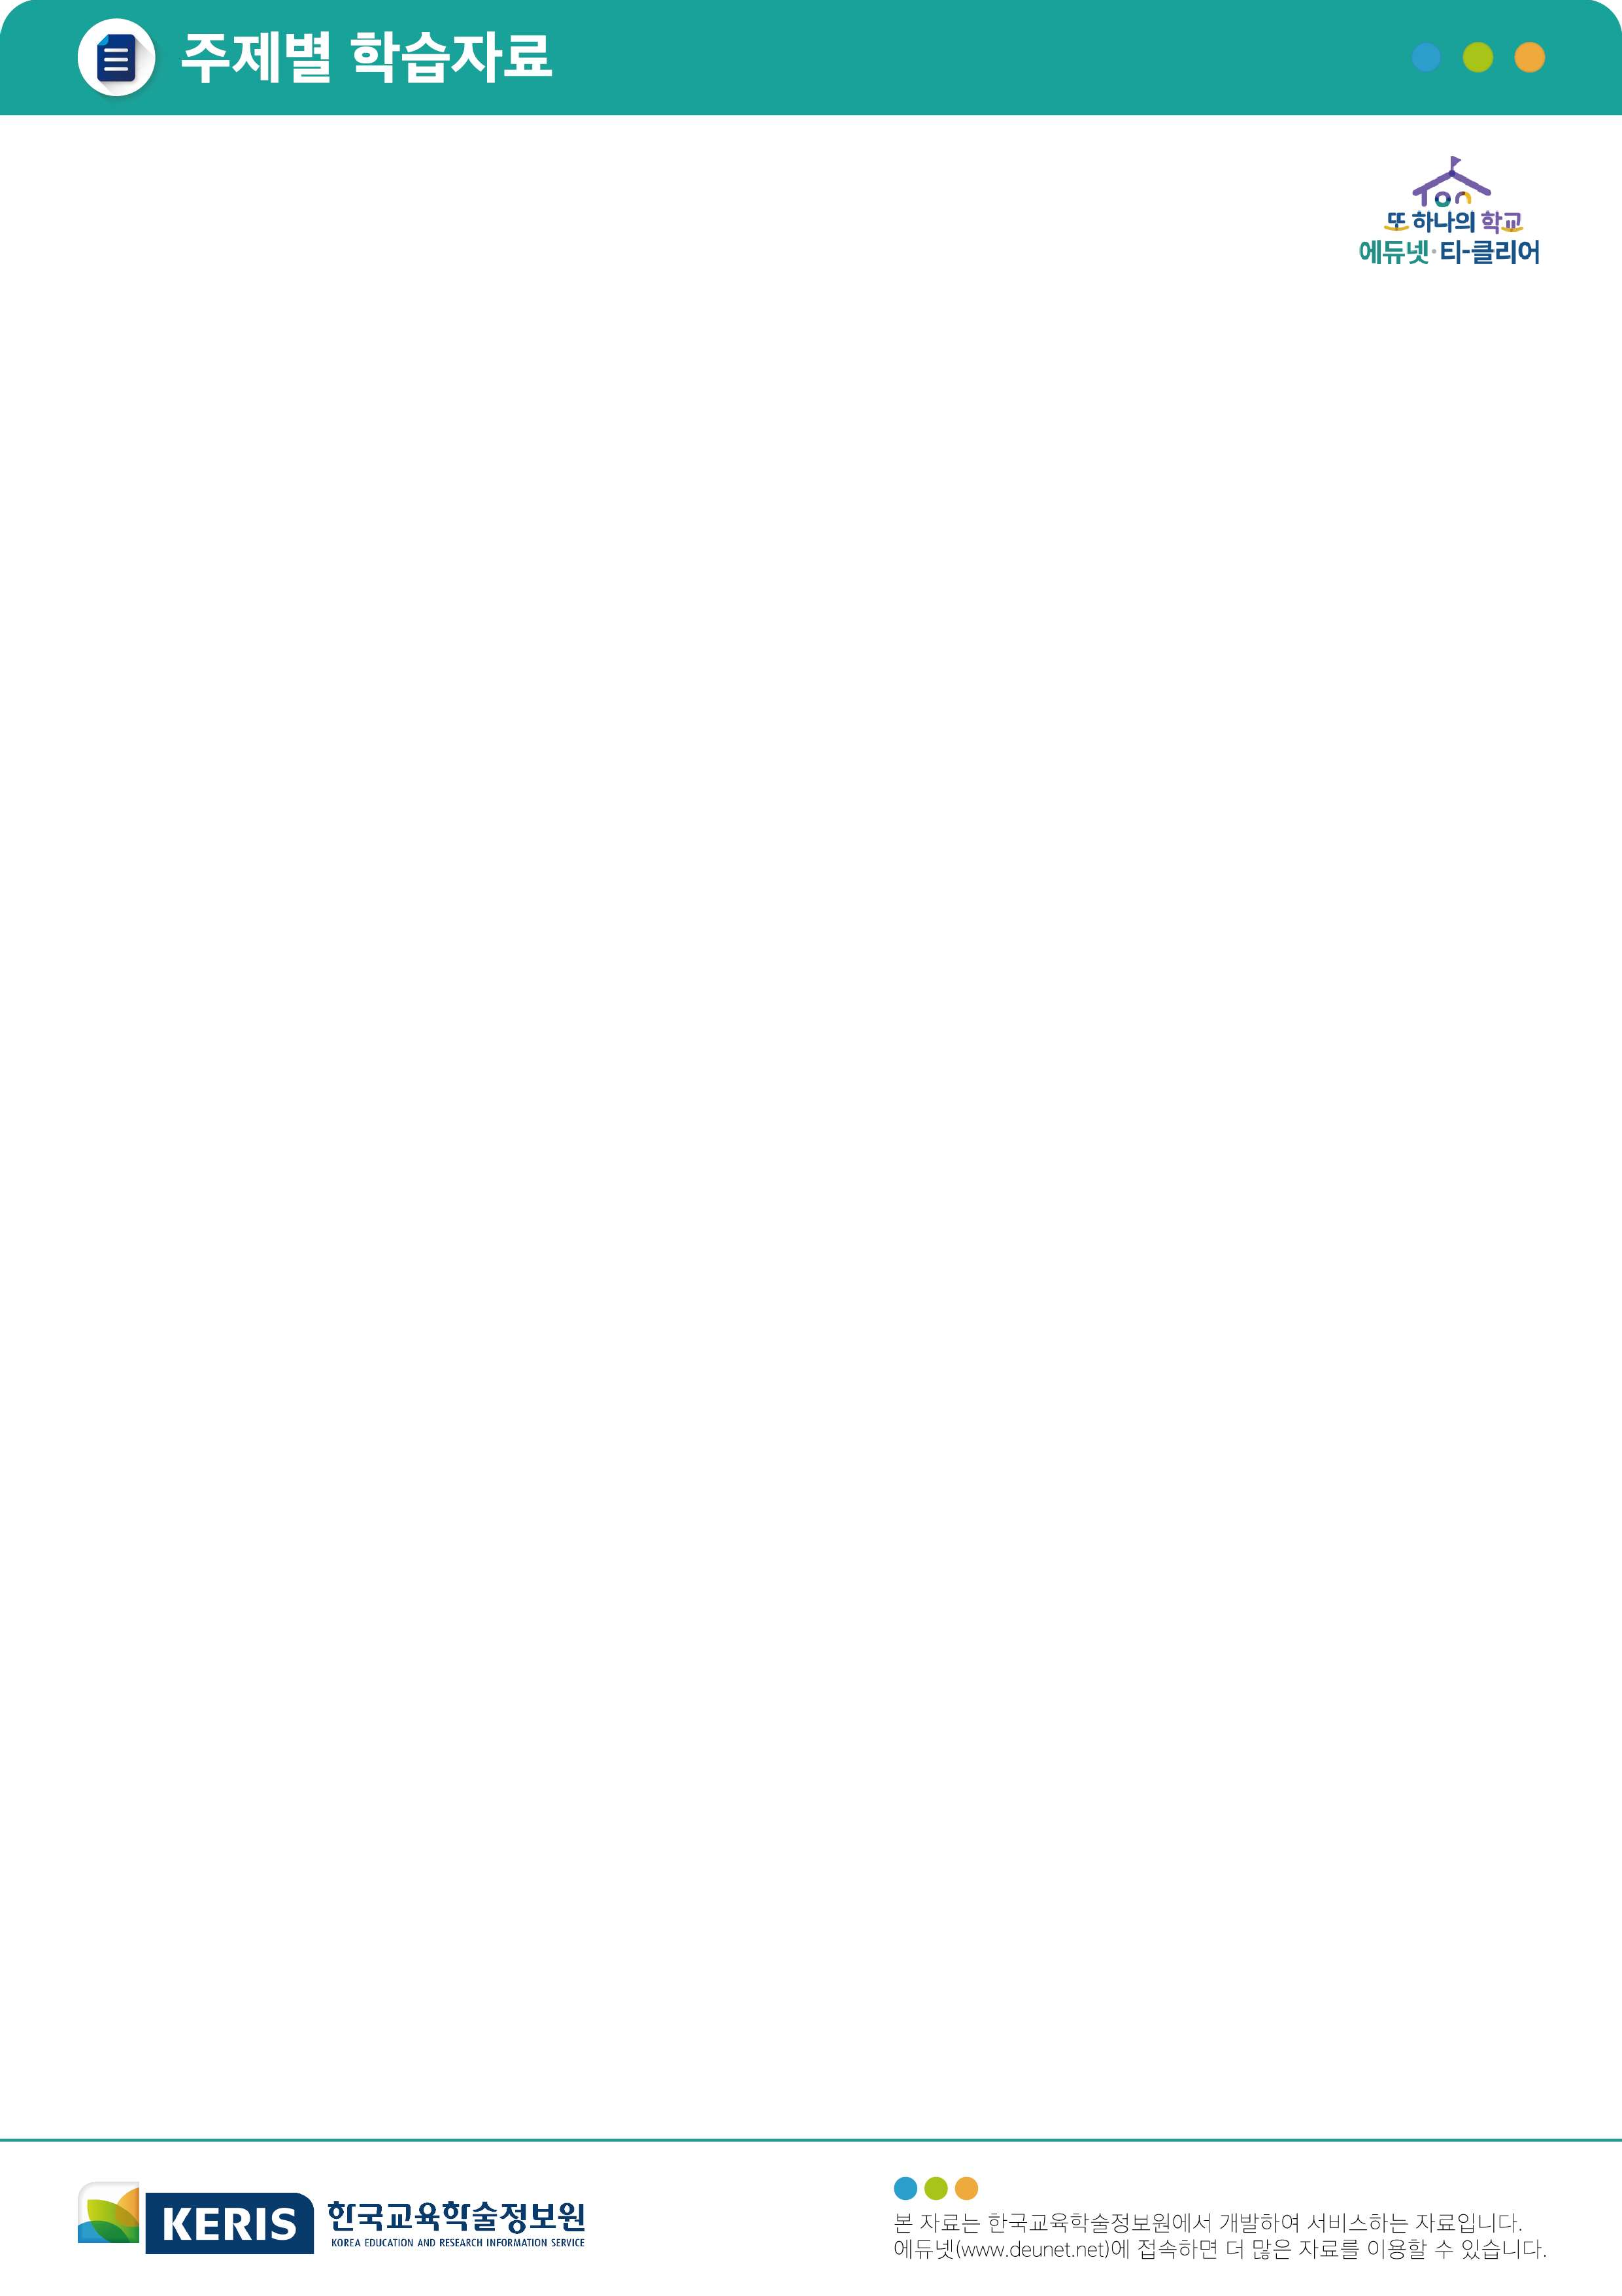 주제별 학습자료
또 하나의 학교
에듀넷·티-클리어
KERIS
한국교육학술정보원
KOREA EDUCATION AND RESEARCH INFORMATION SERVICE
본 자료는 한국교육학술정보원에서 개발하여 서비스하는 자료입니다.
에듀넷(www.deunet.net)에 접속하면 더 많은 자료를 이용할 수 있습니다.